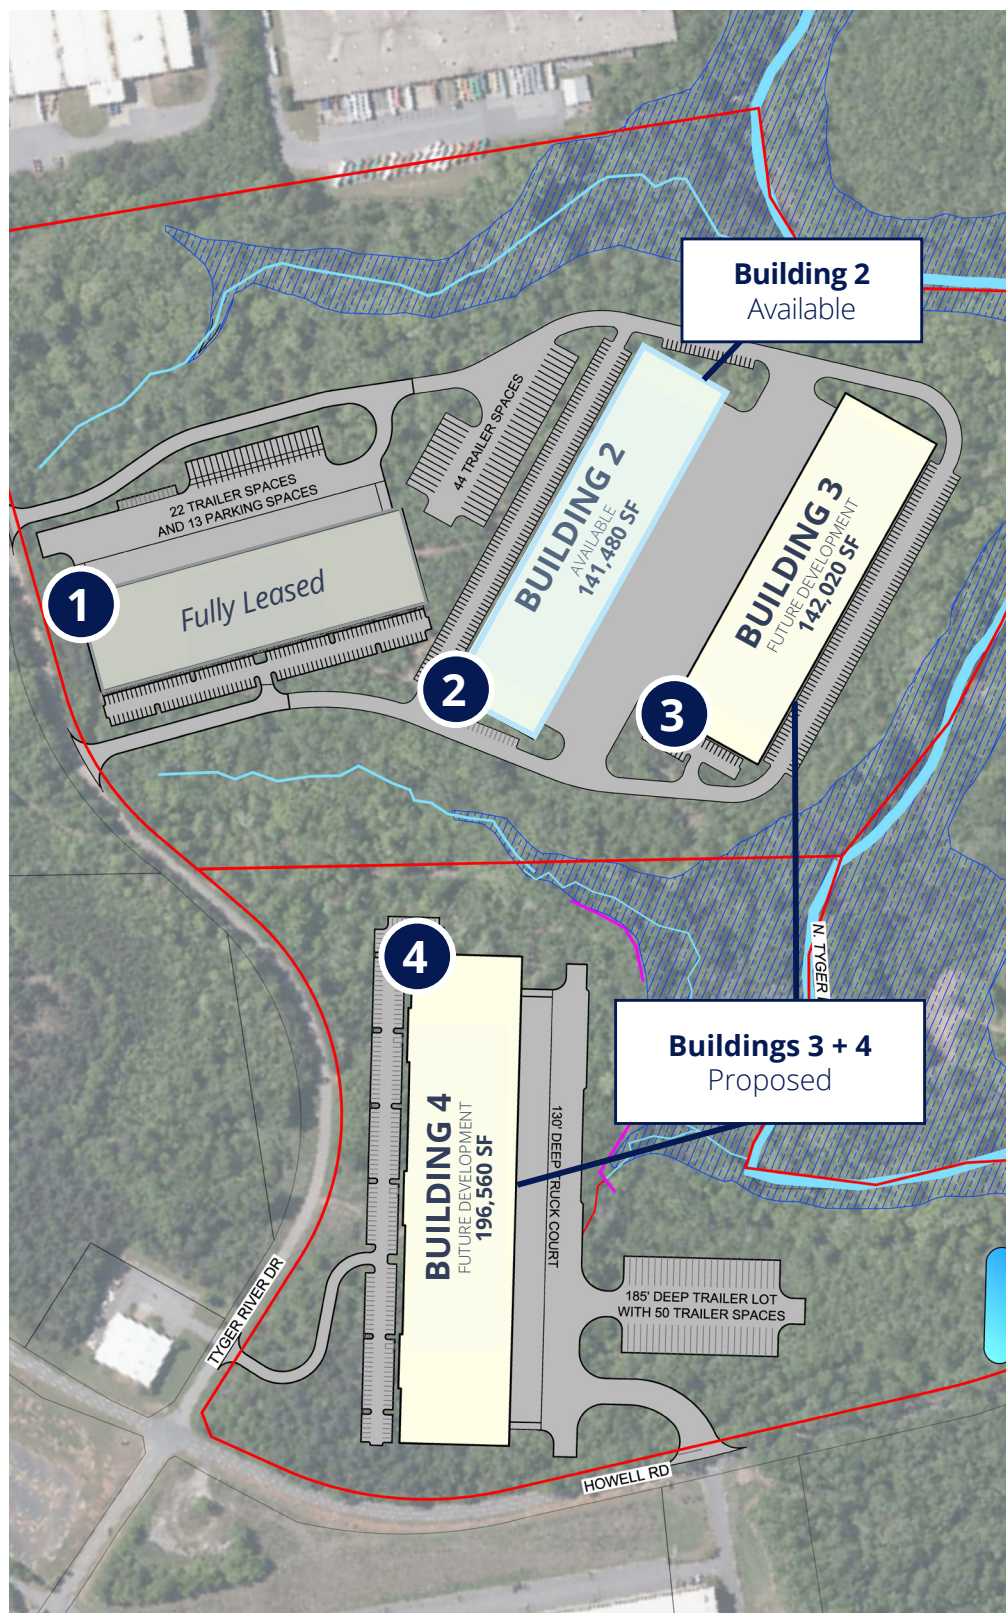 Building 2
Available
44 TRAILER SPACES
22 TRAILER SPACES
AND 13 PARKING SPACES
Fully Leased
1
BUILDING 2
AVAILABLE
141,480 SF
2
BUILDING 3
FUTURE DEVELOPMENT
142,020 SF
3
N. TYGER
4
Buildings 3 + 4
Proposed
BUILDING 4
FUTURE DEVELOPMENT
196,560 SF
130' DEEP TRUCK COURT
185' DEEP TRAILER LOT
WITH 50 TRAILER SPACES
TYGER RIVER DR
HOWELL RD